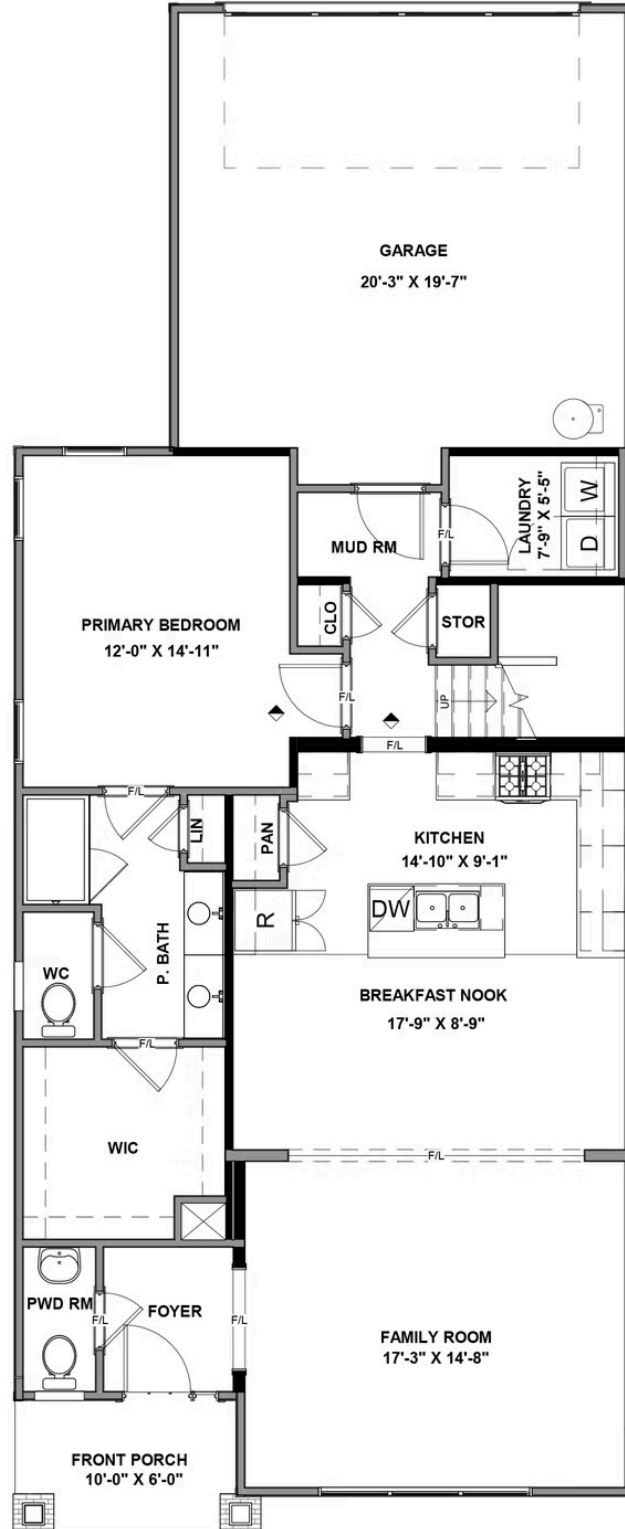 GARAGE
20'-3" X 19'-7"
LAUNDRY
7'-9" X 5'-5"
W
D
F/L
MUD RM
CLO
STOR
PRIMARY BEDROOM
12'-0" X 14'-11"
F/L
UP
F/L
F/L
LIN
PAN
KITCHEN
14'-10" X 9'-1"
R
DW
P. BATH
WC
BREAKFAST NOOK
17'-9" X 8'-9"
F/L
WIC
F/L
PWD RM
F/L
FOYER
F/L
FAMILY ROOM
17'-3" X 14'-8"
FRONT PORCH
10'-0" X 6'-0"